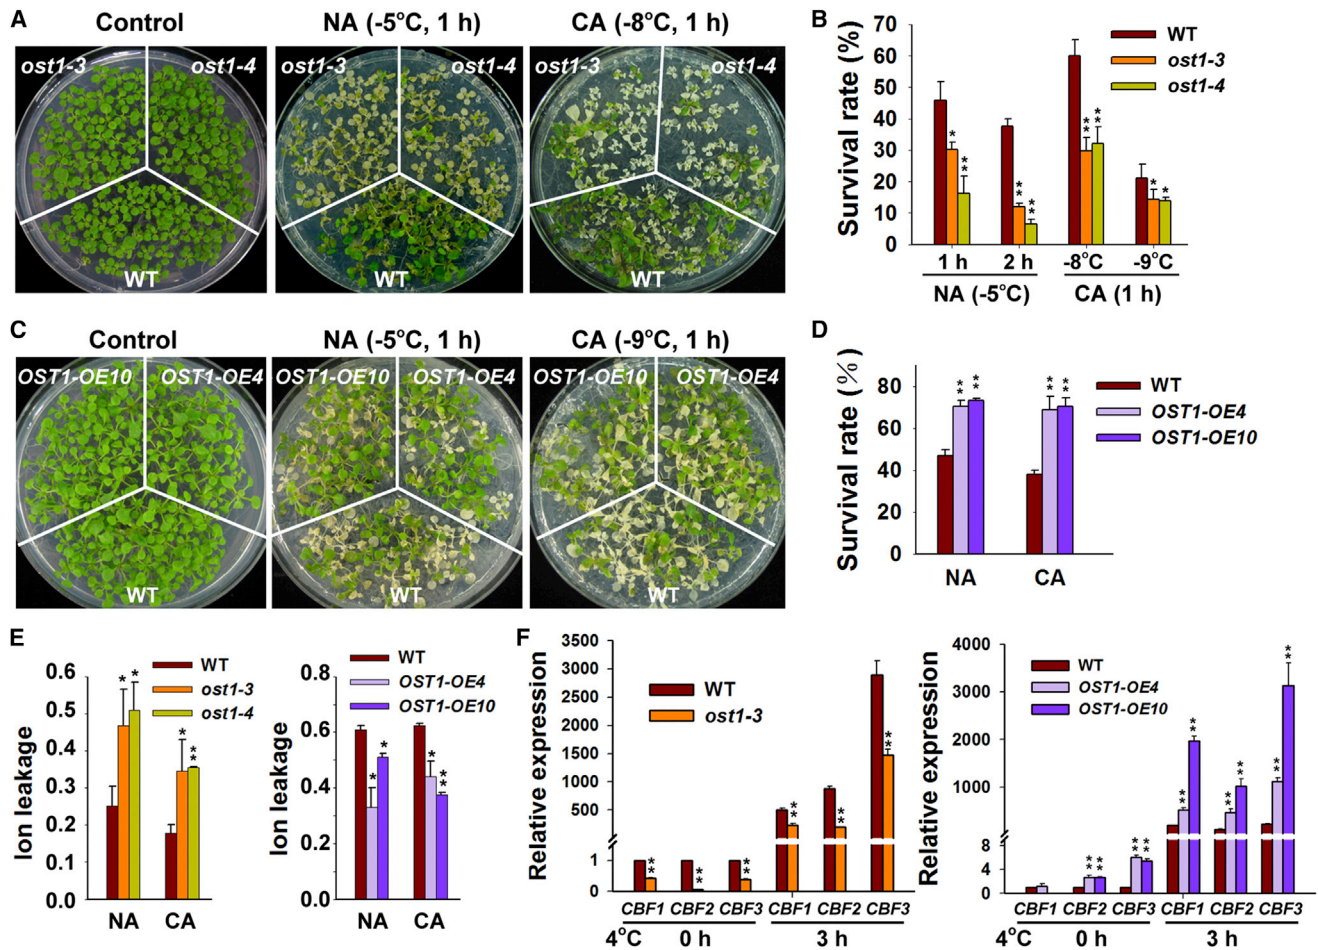 A
Control
NA (-5°C, 1 h)
CA (-8°C, 1 h)
ost1-3
ost1-4
WT
ost1-3
ost1-4
WT
ost1-3
ost1-4
WT
B
Survival rate (%)
70
60
50
40
30
20
10
0
WT
ost1-3
ost1-4
*
**
**
**
**
**
*
*
1 h
2 h
-8°C
-9°C
NA (-5°C)
CA (1 h)
C
Control
NA (-5°C, 1 h)
CA (-9°C, 1 h)
OST1-OE10
OST1-OE4
WT
OST1-OE10
OST1-OE4
WT
OST1-OE10
OST1-OE4
WT
D
Survival rate (%)
80
60
40
60
80
0
WT
OST1-OE4
OST1-OE10
**
**
**
**
NA
CA
E
Ion leakage
0.6
0.5
0.4
0.3
0.2
0.1
0.0
WT
ost1-3
ost1-4
*
*
*
**
NA
CA
Ion leakage
0.8
0.6
0.4
0.2
0.0
WT
OST1-OE4
OST1-OE10
*
*
*
**
NA
CA
F
Relative expression
3500
3000
2500
2000
1500
1000
500
1
0
WT
ost1-3
**
**
**
**
**
**
CBF1 CBF2 CBF3 CBF1 CBF2 CBF3
4°C 0 h 3 h
Relative expression
4000
3000
2000
1000
8
4
0
WT
OST1-OE4
OST1-OE10
**
**
**
**
**
**
**
**
**
**
CBF1 CBF2 CBF3 CBF1 CBF2 CBF3
4°C 0 h 3 h